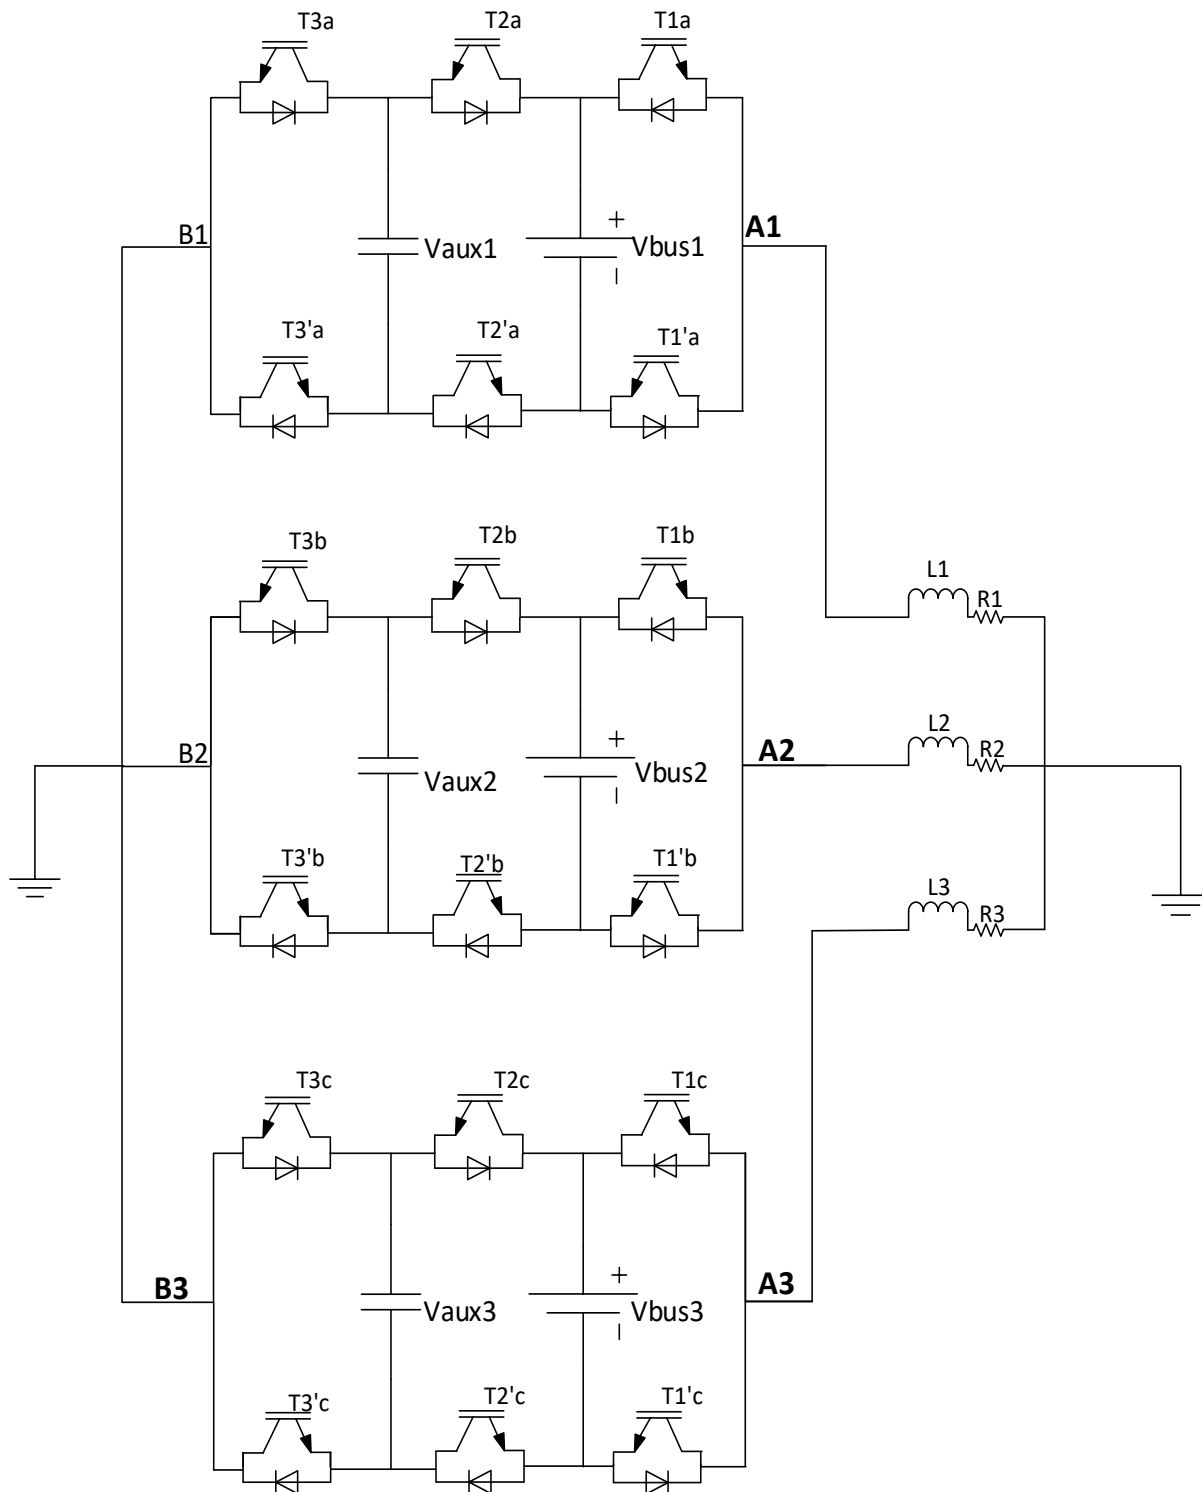 T3a T2a T1a
B1 Vaux1 + Vbus1 − A1
T3'a T2'a T1'a
T3b T2b T1b
L1 R1
B2 Vaux2 + Vbus2 − A2 L2 R2
T3'b T2'b T1'b
L3 R3
T3c T2c T1c
B3 Vaux3 + Vbus3 − A3
T3'c T2'c T1'c